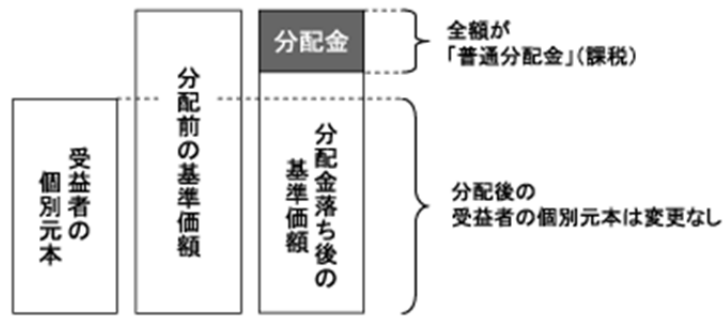 受益者の
個別元本
分配前の基準価額
分配金
分配金落ち後の
基準価額
全額が
「普通分配金」(課税)
分配後の
受益者の個別元本は変更なし